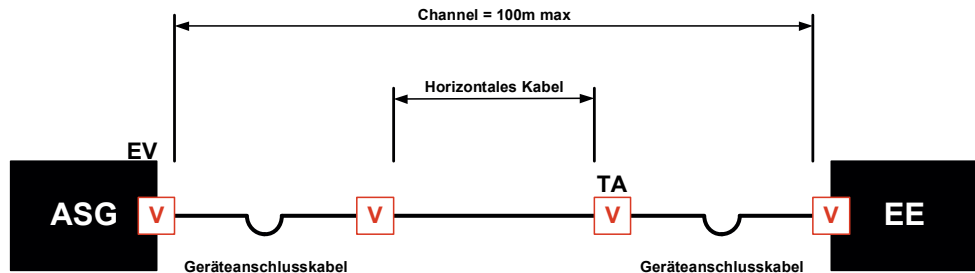 Channel = 100m max
Horizontales Kabel
EV
TA
ASG V V V V EE
Geräteanschlusskabel Geräteanschlusskabel